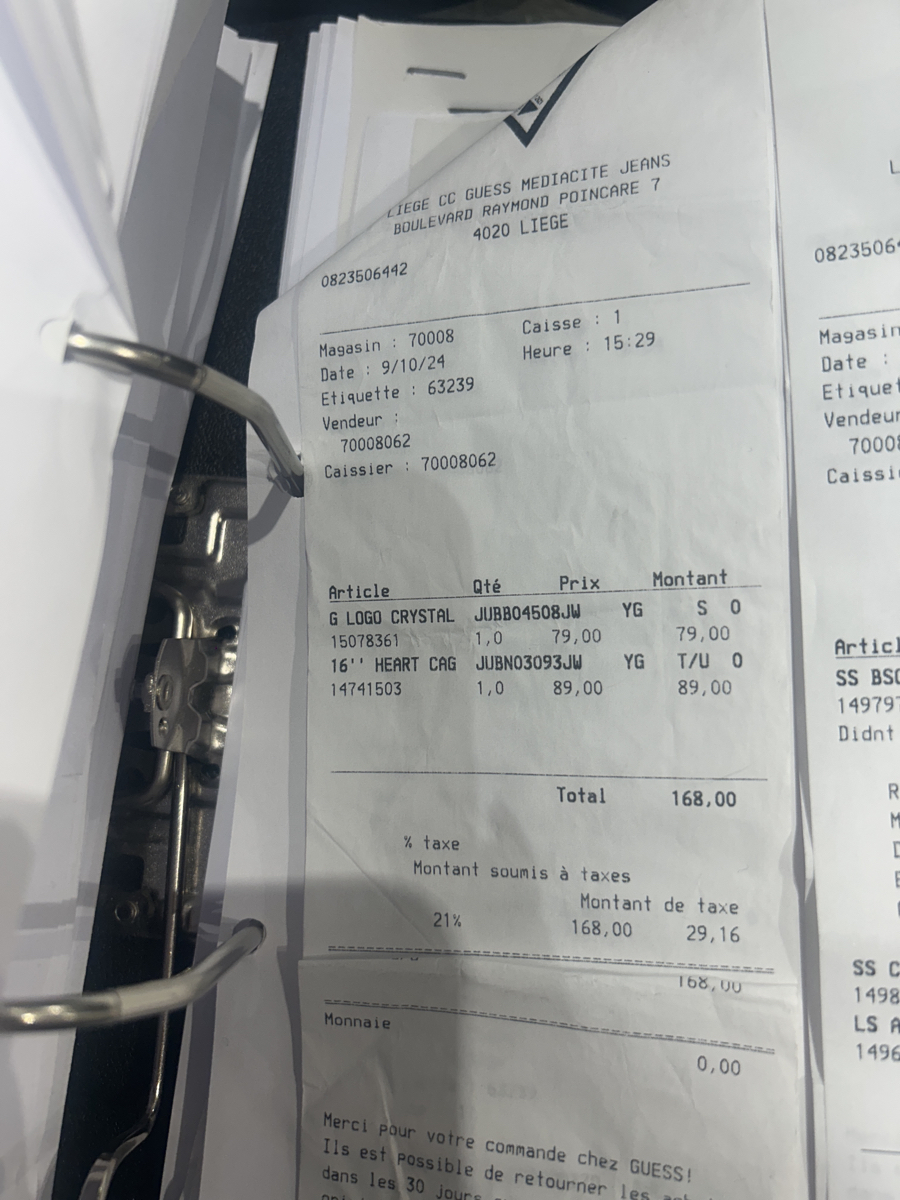 LIEGE CC GUESS MEDIACITE JEANS
BOULEVARD RAYMOND POINCARE 7
4020 LIEGE
0823506442
Magasin : 70008 Caisse : 1
Date : 9/10/24 Heure : 15:29
Etiquette : 63239
Vendeur :
70008062
Caissier : 70008062
Article Qté Prix Montant
G LOGO CRYSTAL JUBB04508JW YG S 0
15078361 1,0 79,00 79,00
16'' HEART CAG JUBN03093JW YG T/U 0
14741503 1,0 89,00 89,00
Total 168,00
% taxe
Montant soumis à taxes
Montant de taxe
21% 168,00 29,16
168,00
Monnaie
0,00
Merci pour votre commande chez GUESS!
Ils est possible de retourner les
dans les 30 jours
L
0823506
Magasin
Date :
Etiquet
Vendeur
7000
Caissi
Articl
SS BS
14979
Didnt
R
M
SS C
1498
LS A
1496